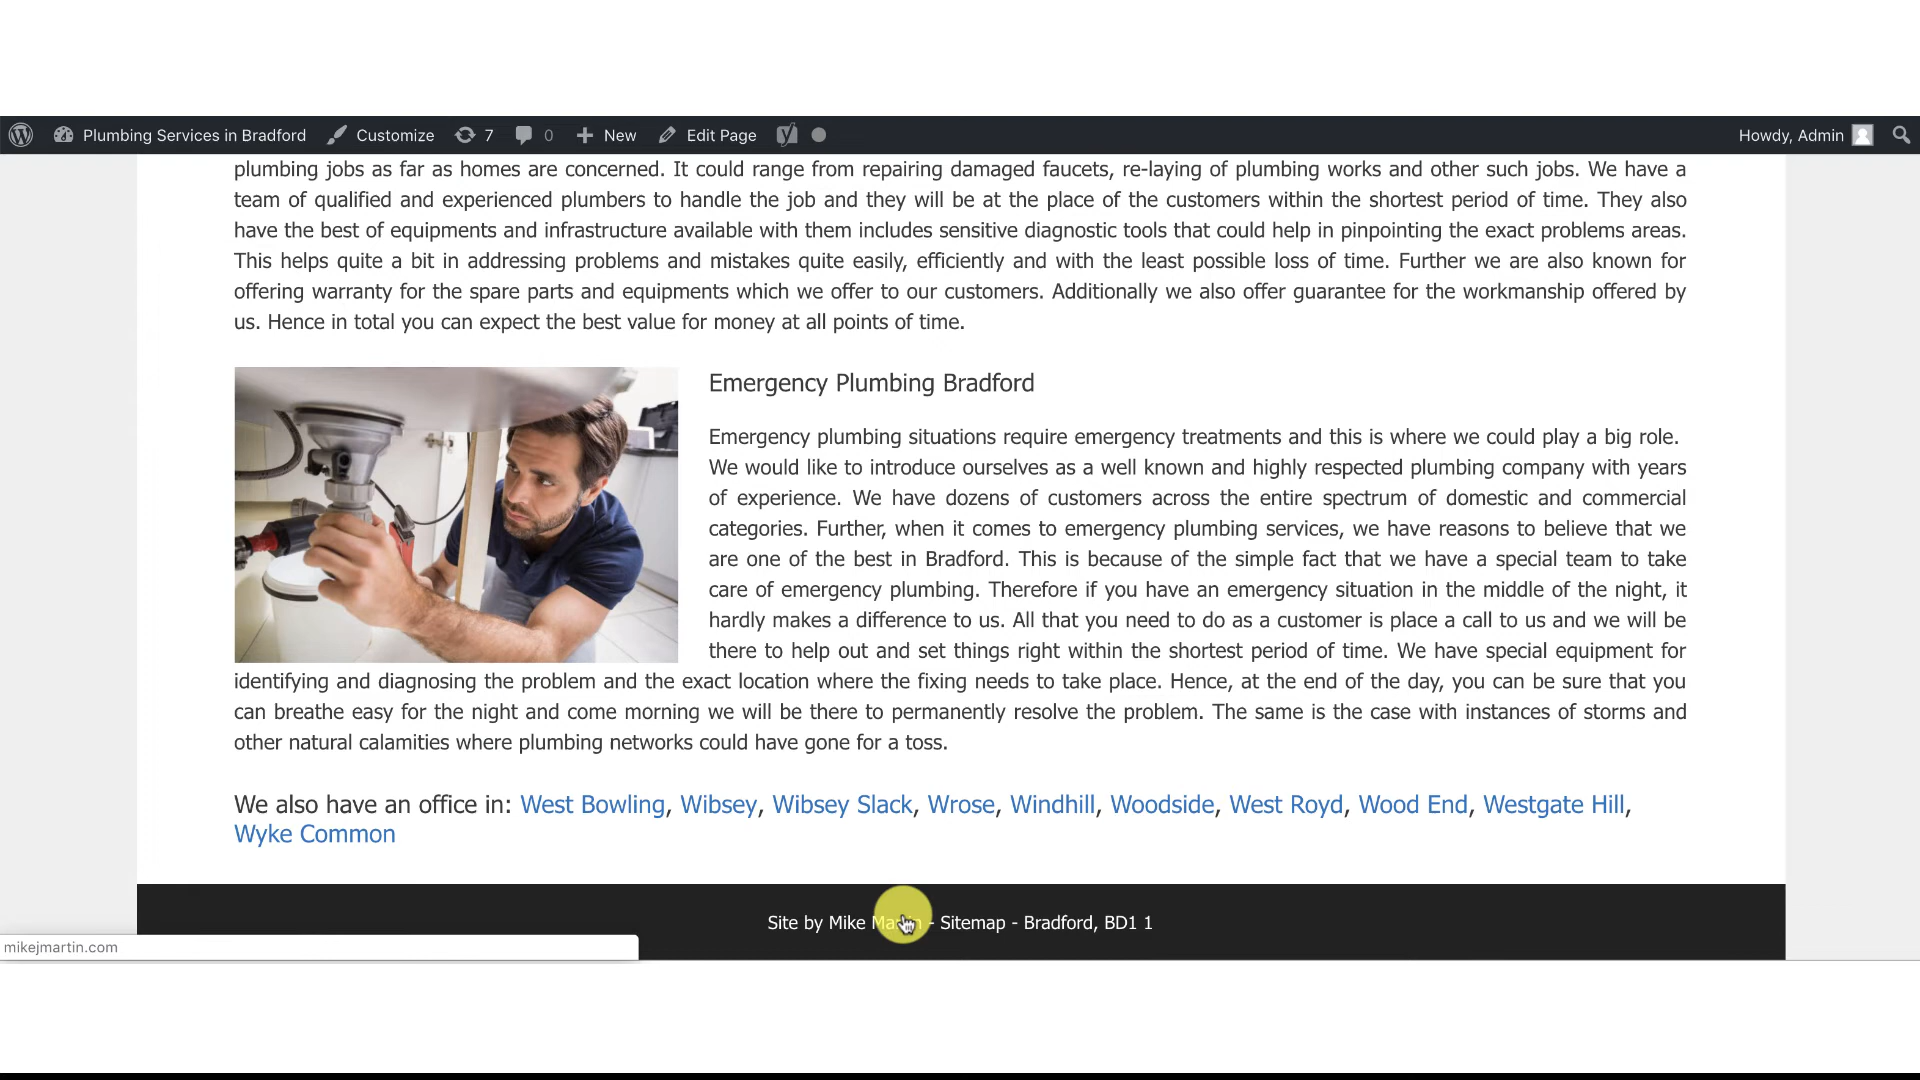 Plumbing Services in Bradford Customize 7 0 New Edit Page Howdy, Admin
plumbing jobs as far as homes are concerned. It could range from repairing damaged faucets, re-laying of plumbing works and other such jobs. We have a
team of qualified and experienced plumbers to handle the job and they will be at the place of the customers within the shortest period of time. They also
have the best of equipments and infrastructure available with them includes sensitive diagnostic tools that could help in pinpointing the exact problems areas.
This helps quite a bit in addressing problems and mistakes quite easily, efficiently and with the least possible loss of time. Further we are also known for
offering warranty for the spare parts and equipments which we offer to our customers. Additionally we also offer guarantee for the workmanship offered by
us. Hence in total you can expect the best value for money at all points of time.
Emergency Plumbing Bradford
Emergency plumbing situations require emergency treatments and this is where we could play a big role.
We would like to introduce ourselves as a well known and highly respected plumbing company with years
of experience. We have dozens of customers across the entire spectrum of domestic and commercial
categories. Further, when it comes to emergency plumbing services, we have reasons to believe that we
are one of the best in Bradford. This is because of the simple fact that we have a special team to take
care of emergency plumbing. Therefore if you have an emergency situation in the middle of the night, it
hardly makes a difference to us. All that you need to do as a customer is place a call to us and we will be
there to help out and set things right within the shortest period of time. We have special equipment for
identifying and diagnosing the problem and the exact location where the fixing needs to take place. Hence, at the end of the day, you can be sure that you
can breathe easy for the night and come morning we will be there to permanently resolve the problem. The same is the case with instances of storms and
other natural calamities where plumbing networks could have gone for a toss.
We also have an office in: West Bowling, Wibsey, Wibsey Slack, Wrose, Windhill, Woodside, West Royd, Wood End, Westgate Hill,
Wyke Common
Site by Mike Martin - Sitemap - Bradford, BD1 1
mikejmartin.com